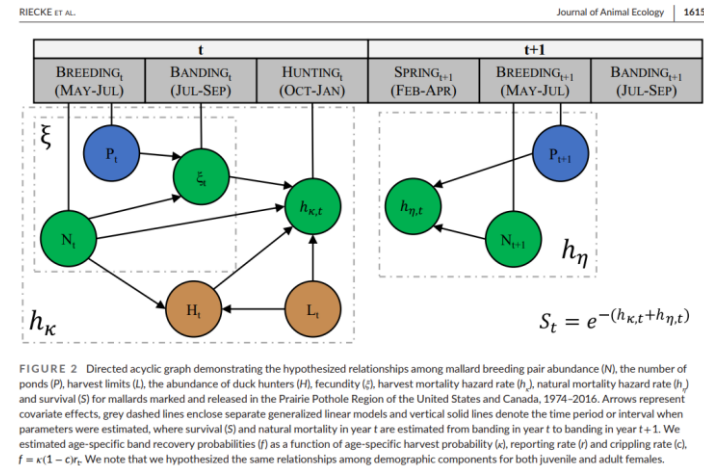 RIECKE ET AL.
Journal of Animal Ecology | 1615
t t+1
BREEDINGt BANDINGt HUNTINGt SPRINGt+1 BREEDINGt+1 BANDINGt+1
(MAY-JUL) (JUL-SEP) (OCT-JAN) (FEB-APR) (MAY-JUL) (JUL-SEP)
ξ
Pt
ξt
Pt+1
hκ,t
hη,t
Nt
Nt+1
hη
Ht
Lt
hκ
St = e−(hκ,t+hη,t)
FIGURE 2 Directed acyclic graph demonstrating the hypothesized relationships among mallard breeding pair abundance (N), the number of
ponds (P), harvest limits (L), the abundance of duck hunters (H), fecundity (ξ), harvest mortality hazard rate (hκ), natural mortality hazard rate (hη)
and survival (S) for mallards marked and released in the Prairie Pothole Region of the United States and Canada, 1974–2016. Arrows represent
covariate effects, grey dashed lines enclose separate generalized linear models and vertical solid lines denote the time period or interval when
parameters were estimated, where survival (S) and natural mortality in year t are estimated from banding in year t to banding in year t + 1. We
estimated age-specific band recovery probabilities (f) as a function of age-specific harvest probability (κ), reporting rate (r) and crippling rate (c),
f = κ(1 − c)rt. We note that we hypothesized the same relationships among demographic components for both juvenile and adult females.